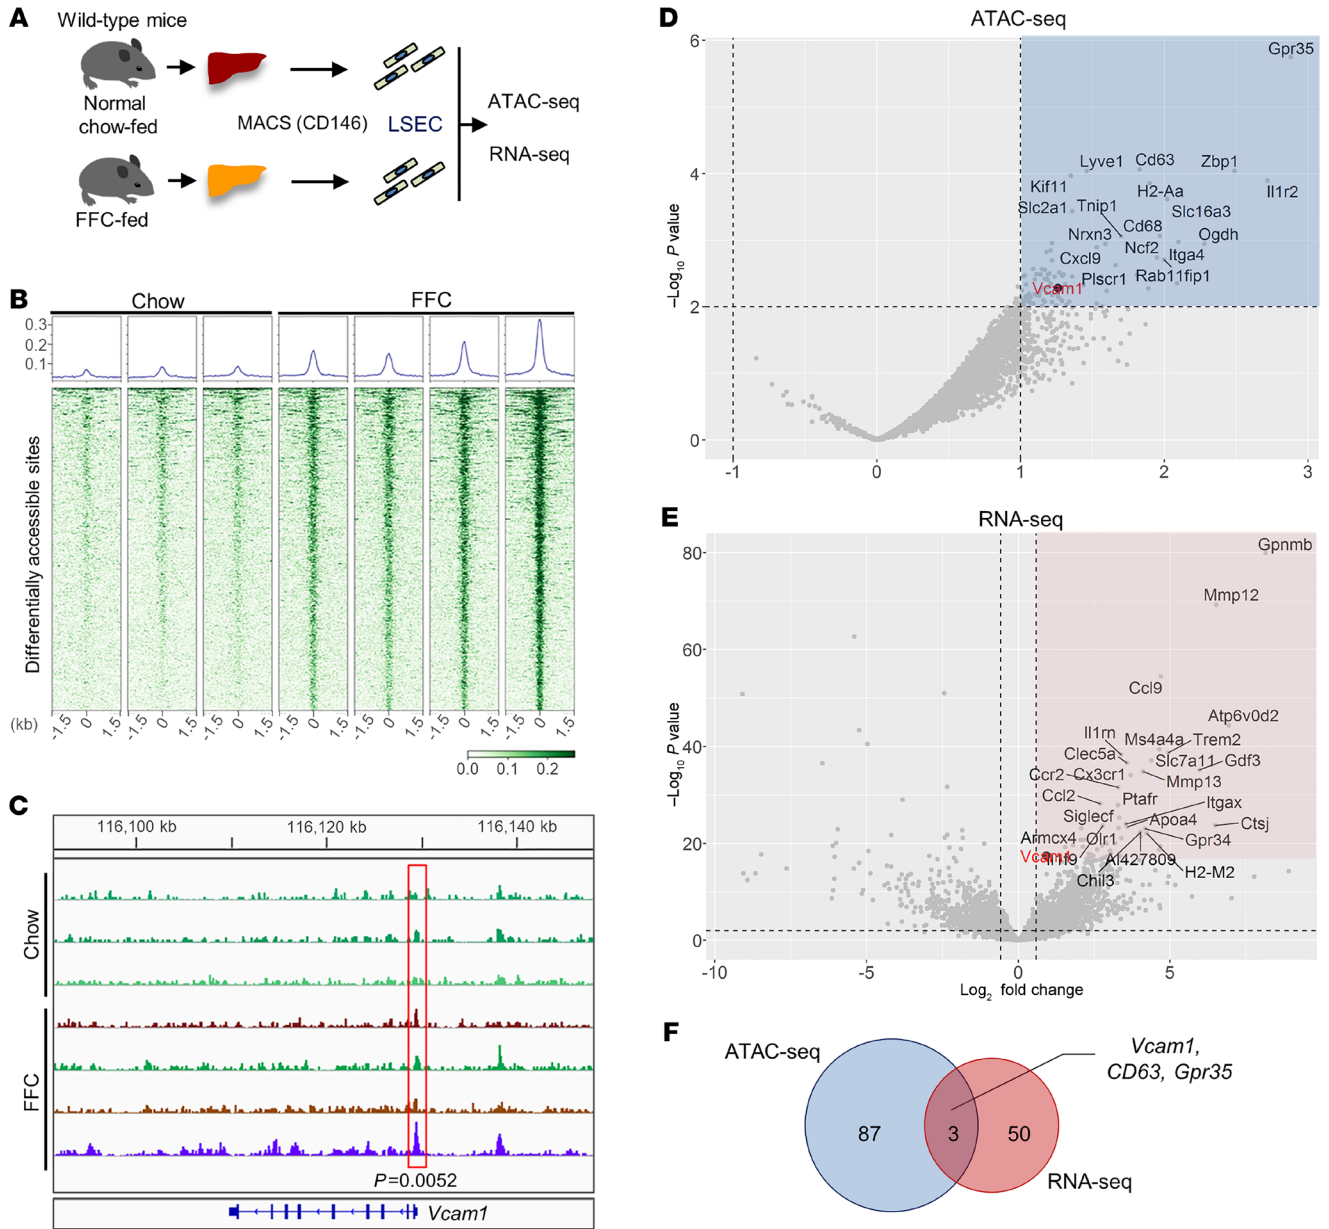 A
Wild-type mice
Normal
chow-fed
MACS (CD146)
LSEC
ATAC-seq
RNA-seq
FFC-fed
B
Chow
FFC
0.3
0.2
0.1
Differentially accessible sites
(kb)
-1.5 0 1.5 -1.5 0 1.5 -1.5 0 1.5 -1.5 0 1.5 -1.5 0 1.5 -1.5 0 1.5 -1.5 0 1.5
0.0 0.1 0.2
C
116,100 kb 116,120 kb 116,140 kb
Chow
FFC
P=0.0052
Vcam1
D
ATAC-seq
–Log10 P value
6
4
2
0
-1 0 1 2 3
Gpr35
Lyve1
Cd63
Zbp1
Kif11
H2-Aa
Il1r2
Slc2a1
Tnip1
Slc16a3
Nrxn3
Cd68
Ogdh
Ncf2
Cxcl9
Itga4
Plscr1
Rab11fip1
Vcam1
E
RNA-seq
–Log10 P value
80
60
40
20
0
-10 -5 0 5
Log2 fold change
Gpnmb
Mmp12
Ccl9
Atp6v0d2
Il1rn
Ms4a4a
Trem2
Clec5a
Slc7a11
Gdf3
Ccr2
Cx3cr1
Mmp13
Ccl2
Ptafr
Itgax
Siglecf
Apoa4
Ctsj
Armcx4
Olr1
Gpr34
Vcam1
Il1f9
AI427809
H2-M2
Chil3
F
ATAC-seq
Vcam1,
CD63, Gpr35
87
3
50
RNA-seq